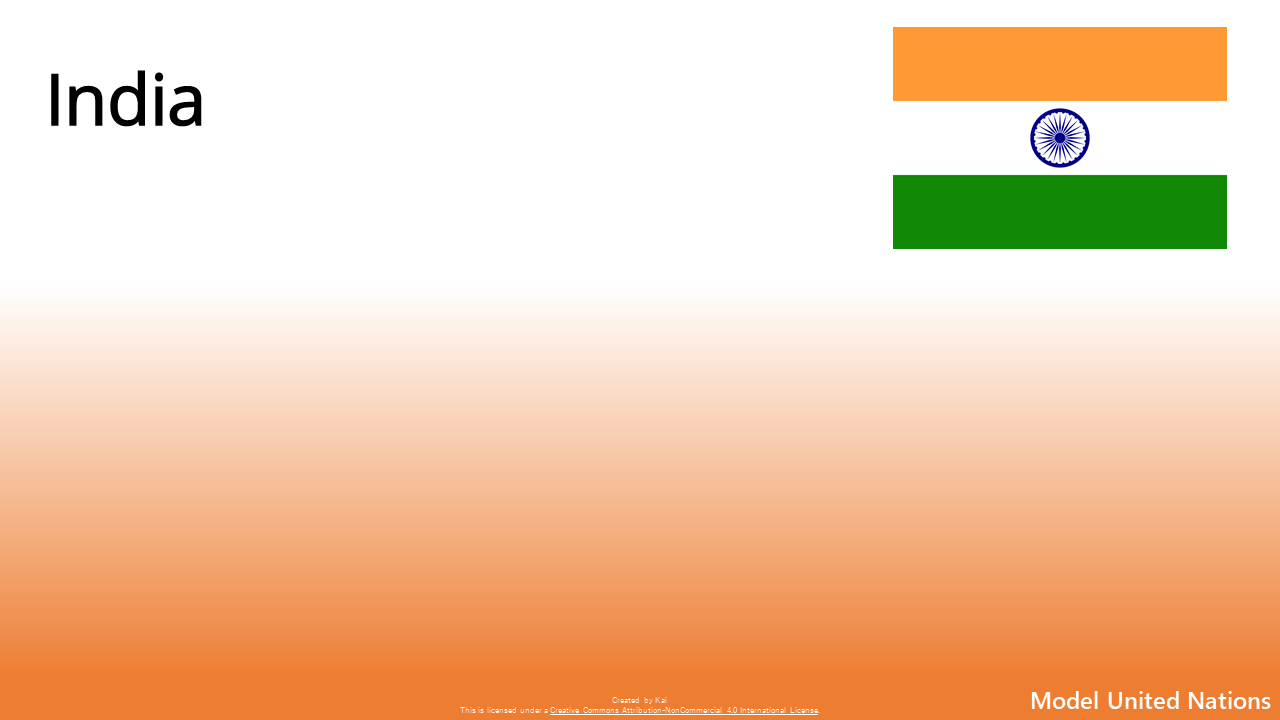 India
Created by Kai
This is licensed under a Creative Commons Attribution-NonCommercial 4.0 International License.
Model United Nations